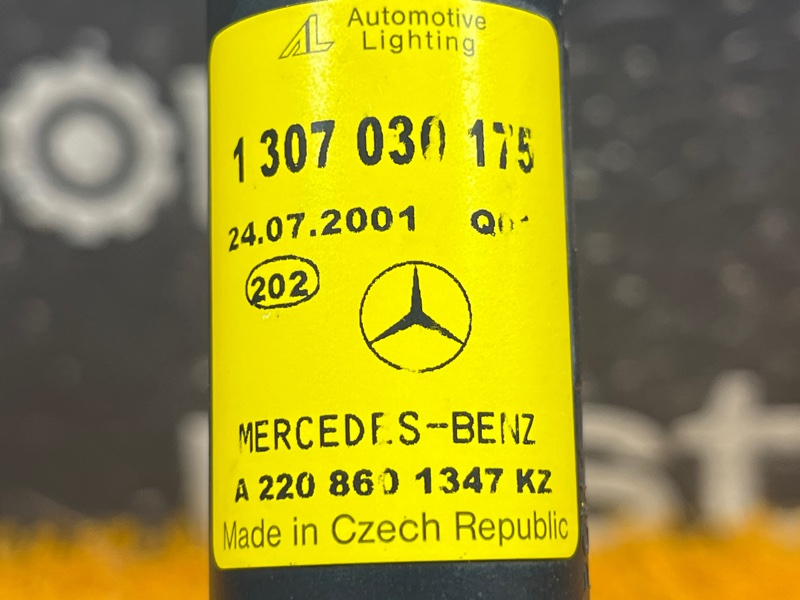 AL Automotive
Lighting
1 307 030 175
24.07.2001
202
MERCEDES-BENZ
A 220 860 1347 KZ
Made in Czech Republic